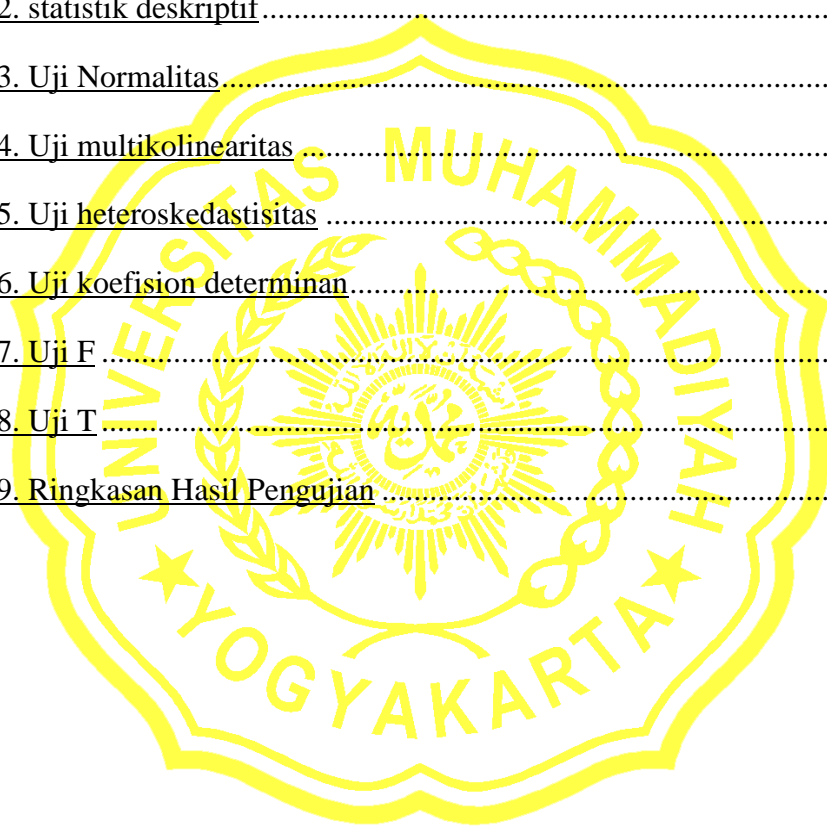 2. statistik deskriptif................................................................................
3. Uji Normalitas................................................................................
4. Uji multikolinearitas ................................................................................
5. Uji heteroskedastisitas ................................................................................
6. Uji koefision determinan................................................................................
7. Uji F ................................................................................
8. Uji T................................................................................
9. Ringkasan Hasil Pengujian ................................................................................
UNIVERSITAS MUHAMMADIYAH
YOGYAKARTA
محمد